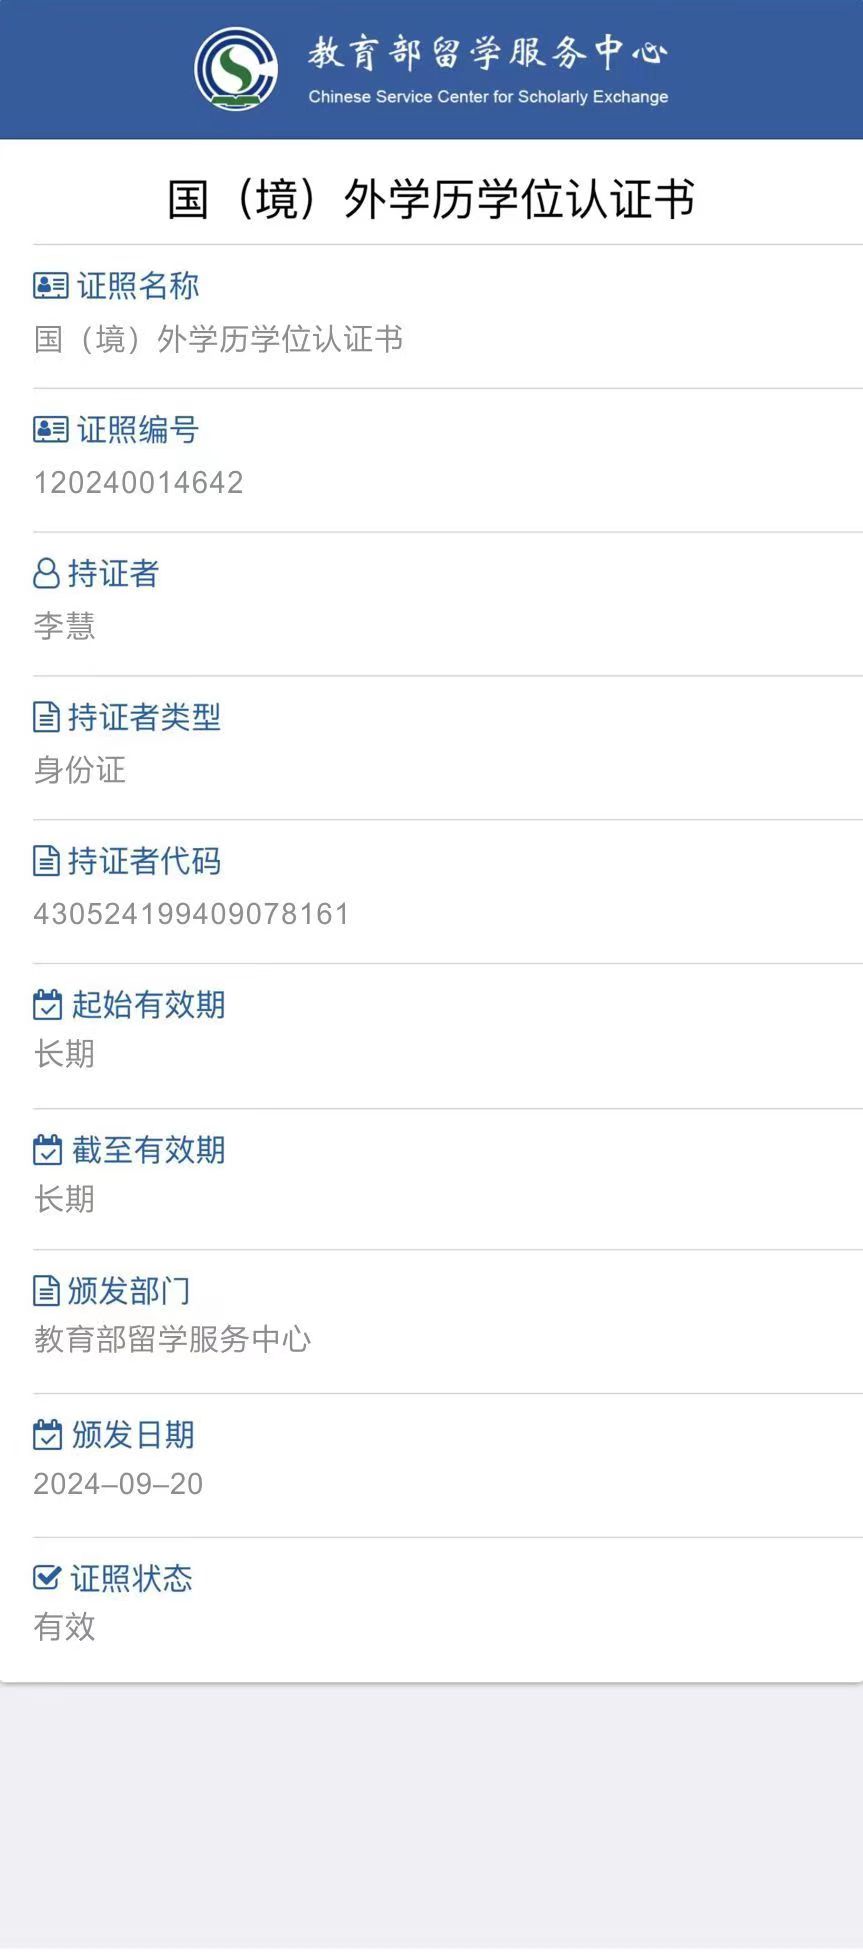 教育部留学服务中心
Chinese Service Center for Scholarly Exchange
国（境）外学历学位认证书
证照名称
国（境）外学历学位认证书
证照编号
120240014642
持证者
李慧
持证者类型
身份证
持证者代码
430524199409078161
起始有效期
长期
截至有效期
长期
颁发部门
教育部留学服务中心
颁发日期
2024–09–20
证照状态
有效